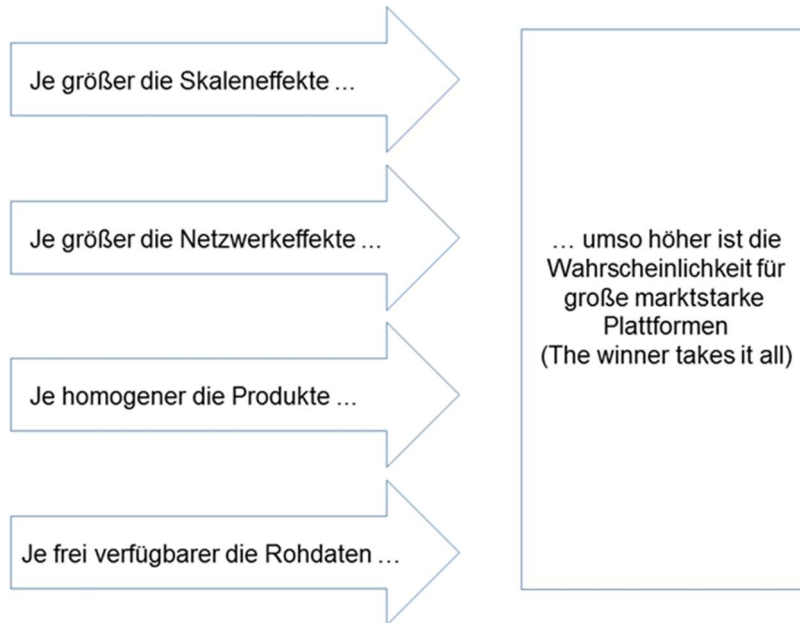 Je größer die Skaleneffekte …
Je größer die Netzwerkeffekte …
Je homogener die Produkte …
Je frei verfügbarer die Rohdaten …
… umso höher ist die
Wahrscheinlichkeit für
große marktstarke
Plattformen
(The winner takes it all)